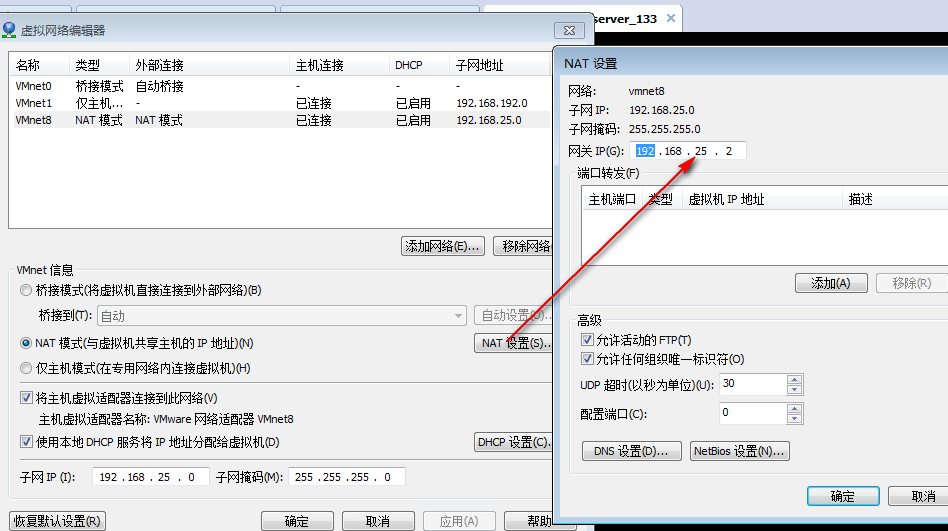 server_133
虚拟网络编辑器
名称 类型 外部连接 主机连接 DHCP 子网地址
VMnet0 桥接模式 自动桥接 - -
VMnet1 仅主机... - 已连接 已启用 192.168.192.0
VMnet8 NAT 模式 NAT 模式 已连接 已启用 192.168.25.0
添加网络(E)... 移除网络
VMnet 信息
桥接模式(将虚拟机直接连接到外部网络)(B)
桥接到(T): 自动 自动设置(U)..
NAT 模式(与虚拟机共享主机的 IP 地址)(N) NAT 设置(S)..
仅主机模式(在专用网络内连接虚拟机)(H)
将主机虚拟适配器连接到此网络(V)
主机虚拟适配器名称: VMware 网络适配器 VMnet8
使用本地 DHCP 服务将 IP 地址分配给虚拟机(D) DHCP 设置(C).
子网 IP (I): 192 . 168 . 25 . 0 子网掩码(M): 255 . 255 . 255 . 0
恢复默认设置(R) 确定 取消 应用(A) 帮助
NAT 设置
网络: vmnet8
子网 IP: 192.168.25.0
子网掩码: 255.255.255.0
网关 IP(G): 192 . 168 . 25 . 2
端口转发(F)
主机端口 类型 虚拟机 IP 地址 描述
添加(A) 移除(R)
高级
允许活动的 FTP(T)
允许任何组织唯一标识符(O)
UDP 超时(以秒为单位)(U): 30
配置端口(C): 0
DNS 设置(D)... NetBios 设置(N)...
确定 取消